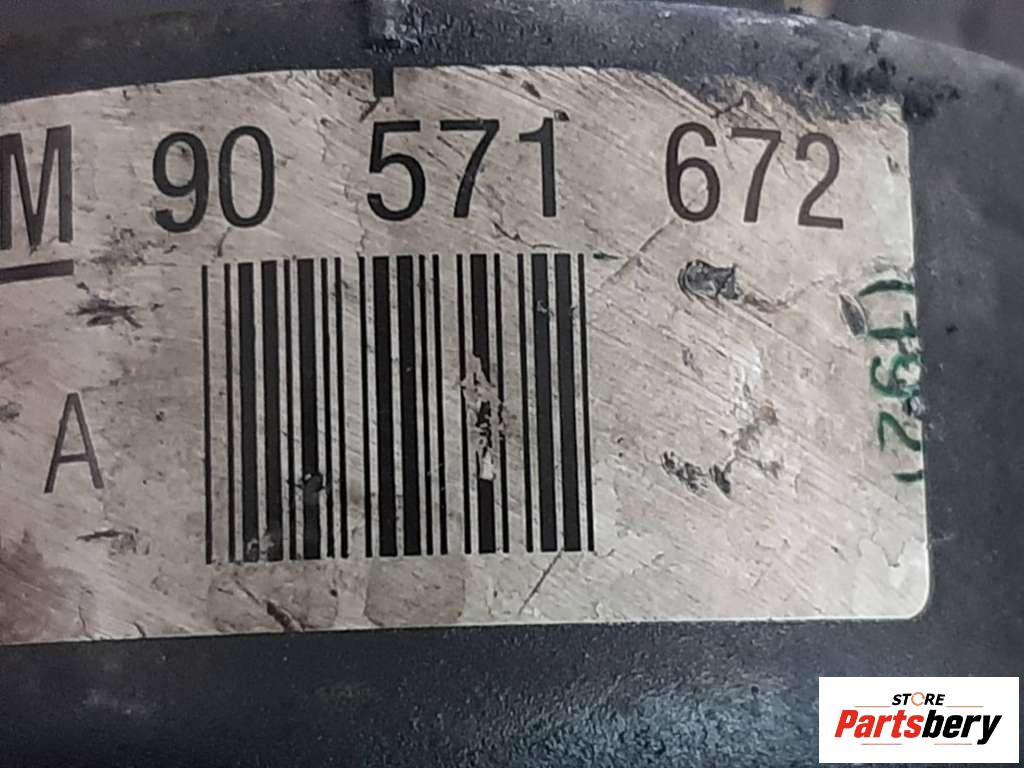 M 90 571 672
A
STORE
Partsbery